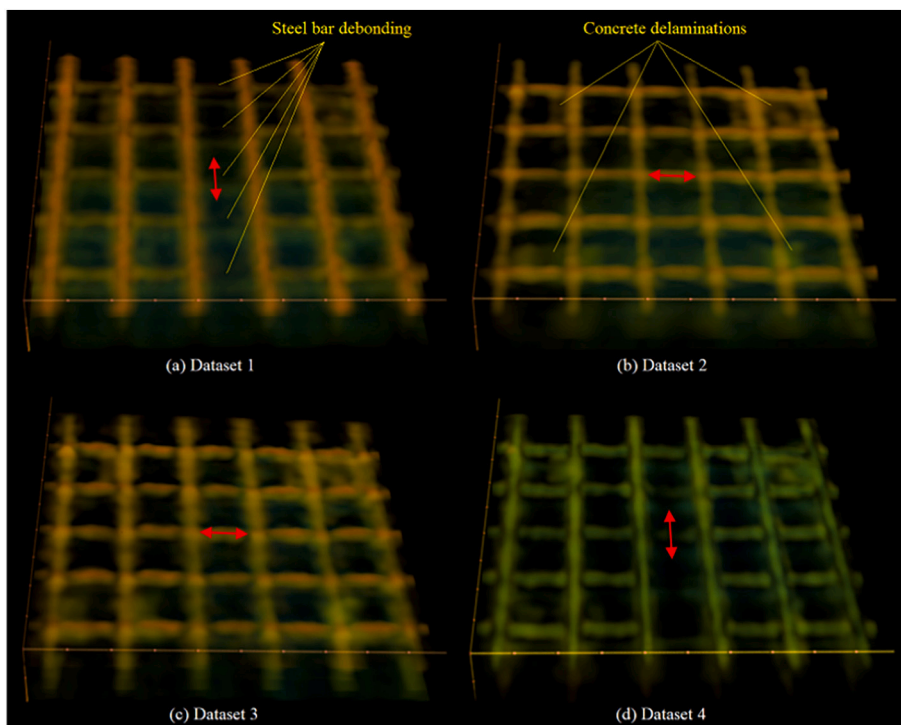 Steel bar debonding
Concrete delaminations
(a) Dataset 1
(b) Dataset 2
(c) Dataset 3
(d) Dataset 4